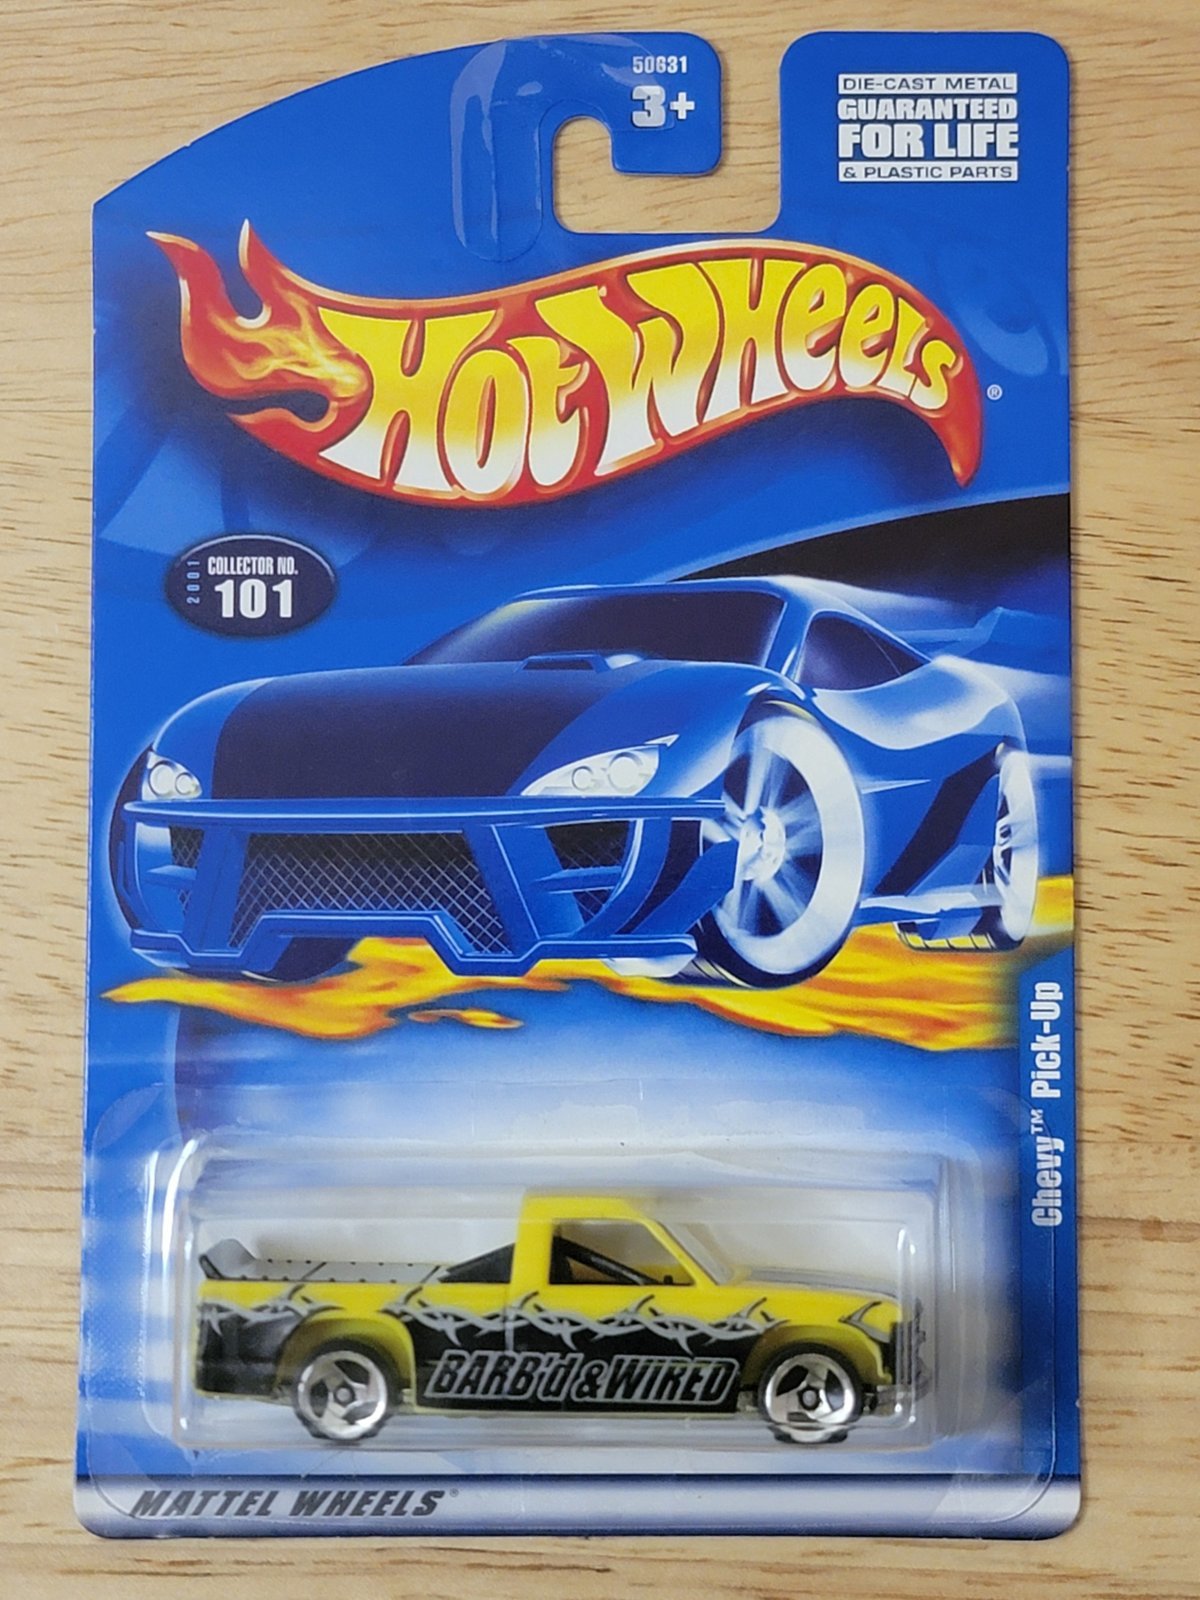 50631
3+
DIE-CAST METAL
GUARANTEED
FOR LIFE
& PLASTIC PARTS
HOT WHEELS®
2001
COLLECTOR NO.
101
Chevy™ Pick-Up
BARB'd & WIRED
MATTEL WHEELS®